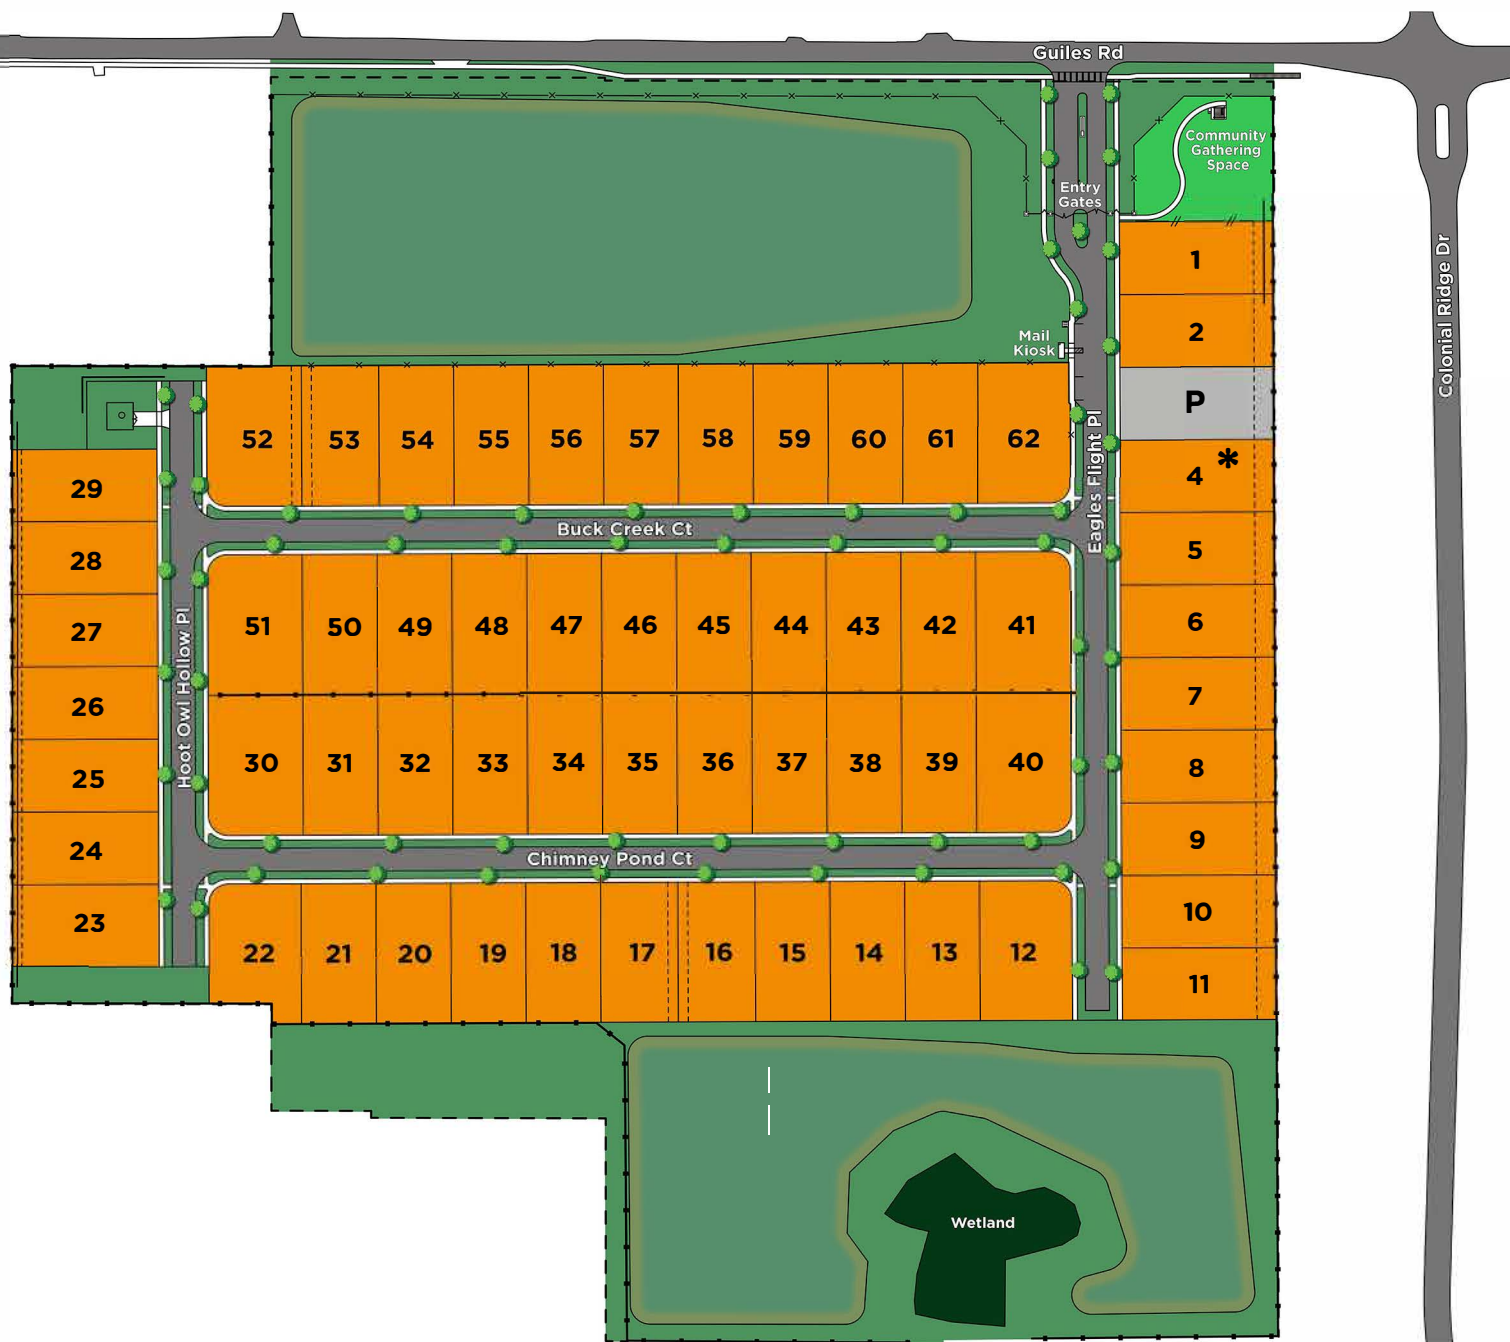 Guiles Rd
Community
Gathering
Space
Entry
Gates
Colonial Ridge Dr
Mail
Kiosk
Eagles Flight Pl
1
2
P
4 *
5
6
7
8
9
10
11
52 53 54 55 56 57 58 59 60 61 62
Buck Creek Ct
29
28
27
26
25
24
23
Hoot Owl Hollow Pl
51 50 49 48 47 46 45 44 43 42 41
30 31 32 33 34 35 36 37 38 39 40
Chimney Pond Ct
22 21 20 19 18 17 16 15 14 13 12
Wetland